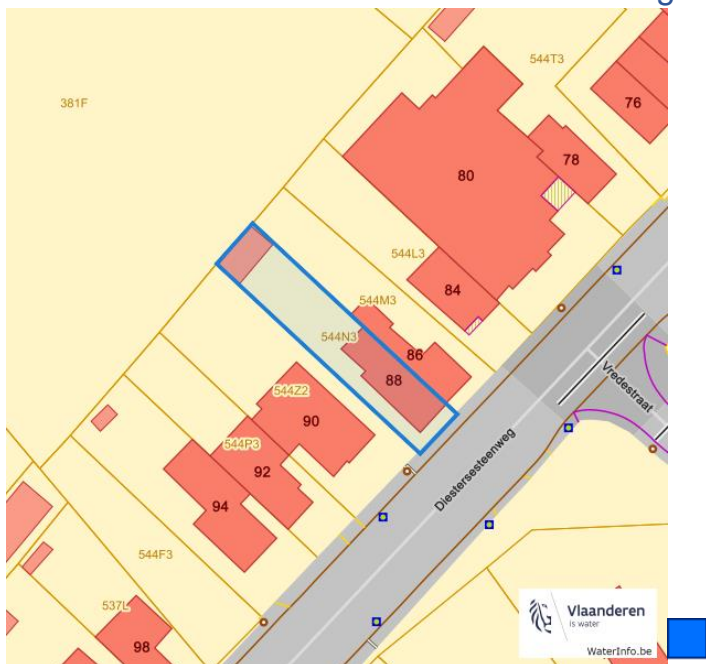 544T3
381F
76
78
80
544L3
84
544M3
544N3
86
88
Vredestraat
544Z2
90
544P3
92
94
Diestersesteenweg
544F3
537L
98
Vlaanderen
is water
WaterInfo.be